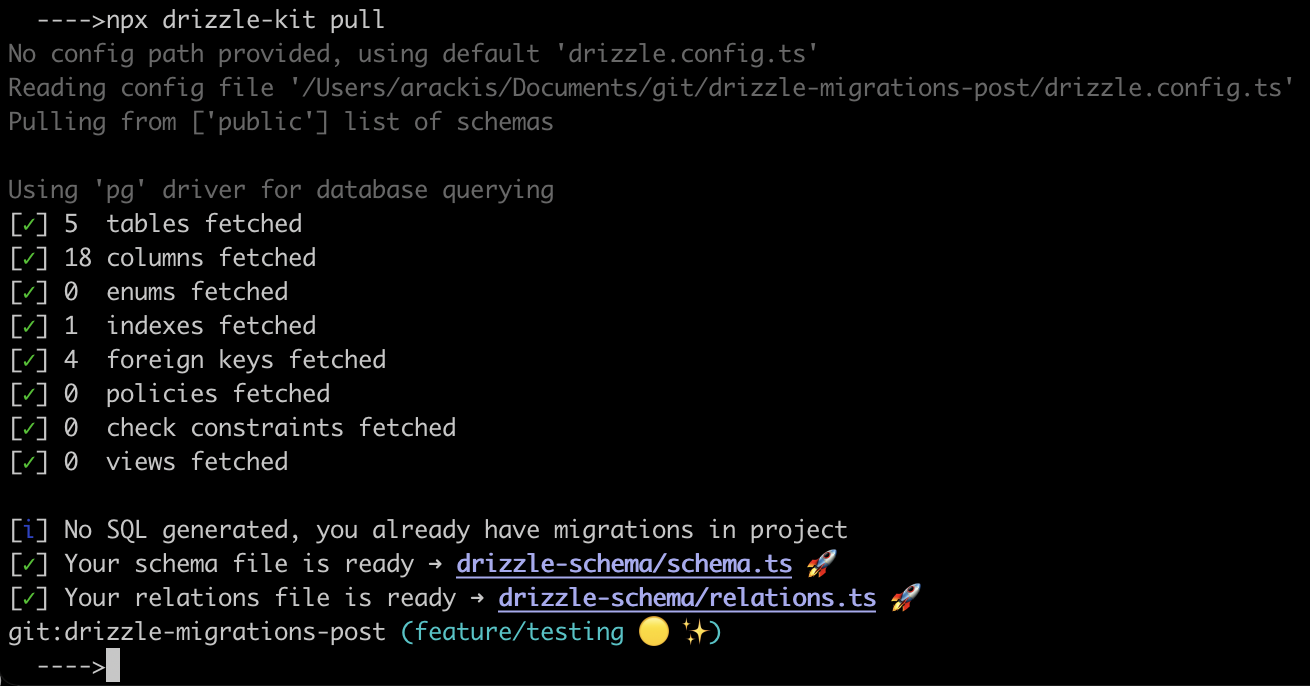 ---->npx drizzle-kit pull
No config path provided, using default 'drizzle.config.ts'
Reading config file '/Users/arackis/Documents/git/drizzle-migrations-post/drizzle.config.ts'
Pulling from ['public'] list of schemas
Using 'pg' driver for database querying
[✓] 5  tables fetched
[✓] 18 columns fetched
[✓] 0  enums fetched
[✓] 1  indexes fetched
[✓] 4  foreign keys fetched
[✓] 0  policies fetched
[✓] 0  check constraints fetched
[✓] 0  views fetched
[i] No SQL generated, you already have migrations in project
[✓] Your schema file is ready ➜ drizzle-schema/schema.ts 🚀
[✓] Your relations file is ready ➜ drizzle-schema/relations.ts 🚀
git:drizzle-migrations-post (feature/testing 🟡 ✨)
---->